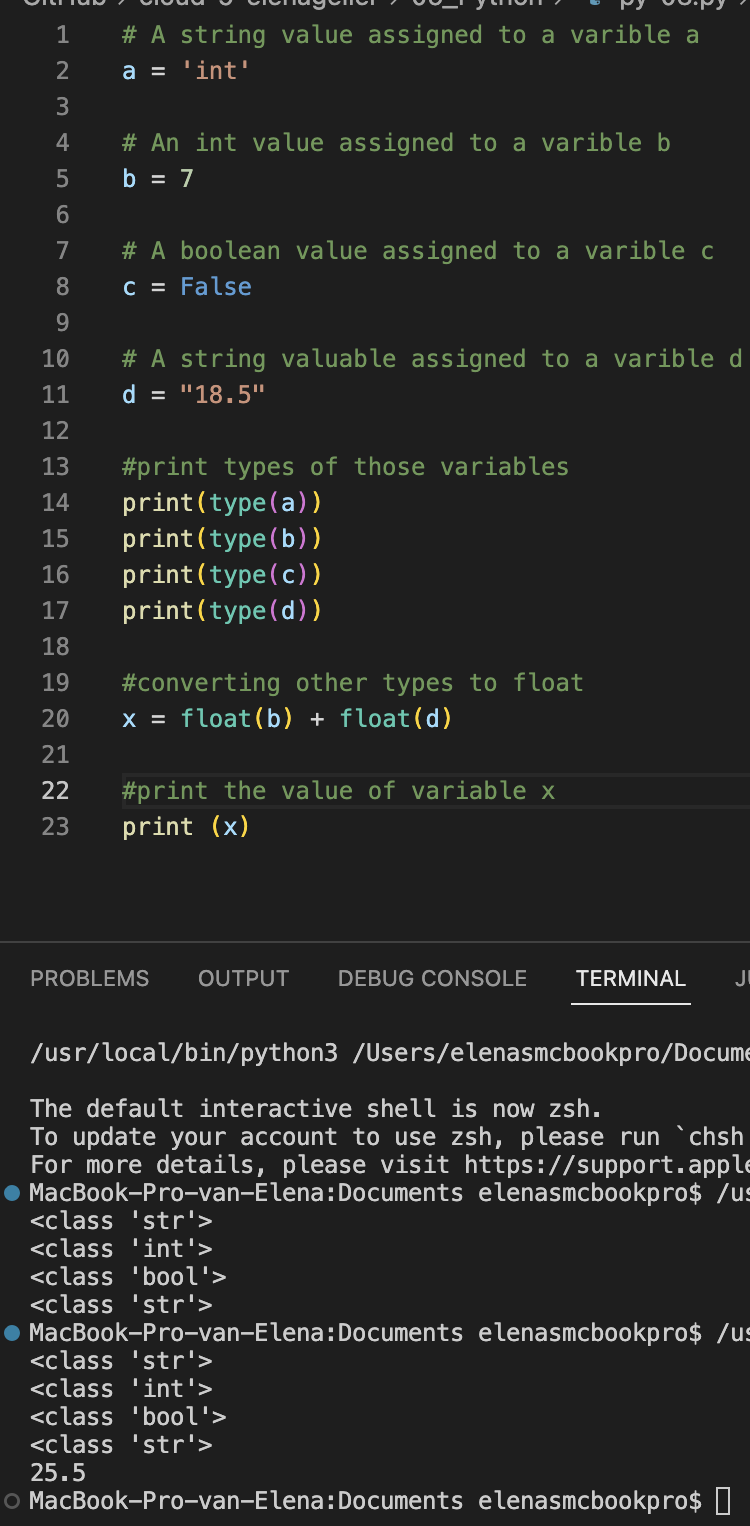 1 # A string value assigned to a varible a
2 a = 'int'
3
4 # An int value assigned to a varible b
5 b = 7
6
7 # A boolean value assigned to a varible c
8 c = False
9
10 # A string valuable assigned to a varible d
11 d = "18.5"
12
13 #print types of those variables
14 print(type(a))
15 print(type(b))
16 print(type(c))
17 print(type(d))
18
19 #converting other types to float
20 x = float(b) + float(d)
21
22 #print the value of variable x
23 print (x)
PROBLEMS OUTPUT DEBUG CONSOLE TERMINAL JU
/usr/local/bin/python3 /Users/elenasmcbookpro/Docume
The default interactive shell is now zsh.
To update your account to use zsh, please run `chsh
For more details, please visit https://support.apple
MacBook-Pro-van-Elena:Documents elenasmcbookpro$ /us
<class 'str'>
<class 'int'>
<class 'bool'>
<class 'str'>
MacBook-Pro-van-Elena:Documents elenasmcbookpro$ /us
<class 'str'>
<class 'int'>
<class 'bool'>
<class 'str'>
25.5
MacBook-Pro-van-Elena:Documents elenasmcbookpro$